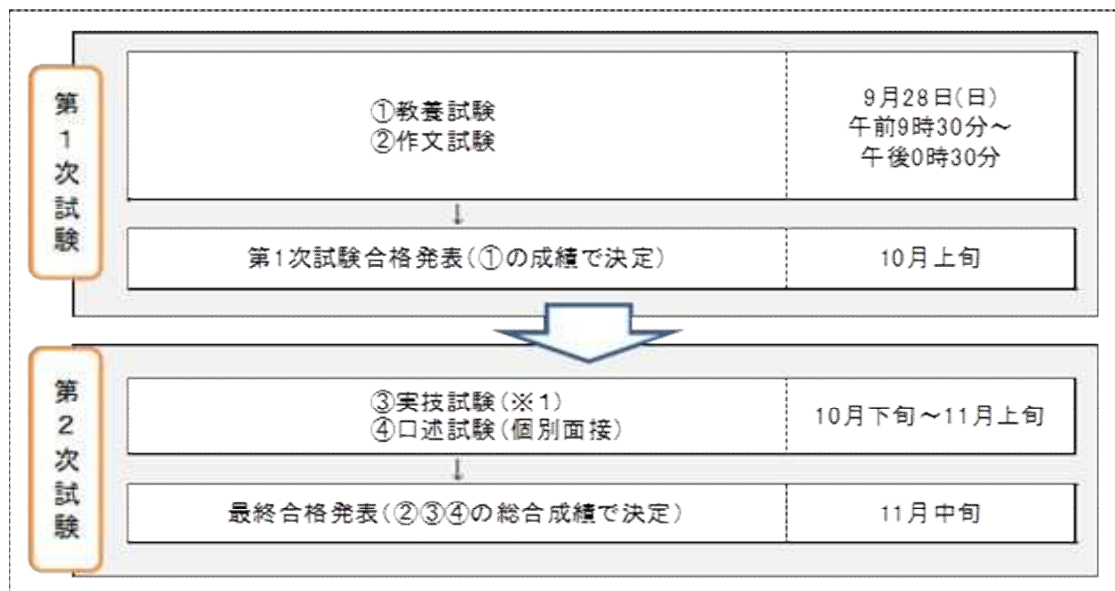 第1次試験
①教養試験
②作文試験
9月28日(日)
午前9時30分～
午後0時30分
↓
第1次試験合格発表(①の成績で決定)
10月上旬
第2次試験
③実技試験(※1)
④口述試験(個別面接)
10月下旬～11月上旬
↓
最終合格発表(②③④の総合成績で決定)
11月中旬